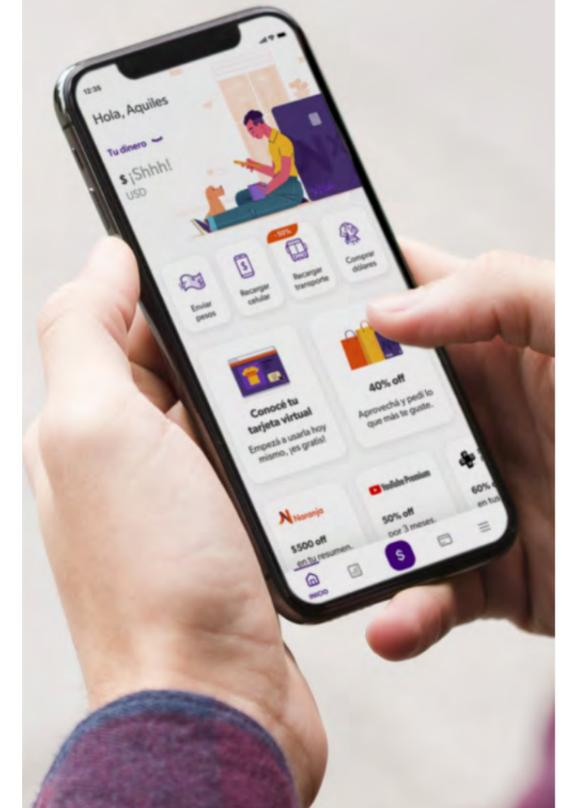 12:35
Hola, Aquiles
Tu dinero
$ ¡Shhh!
USD
-50%
Enviar
pesos
Recargar
celular
Recargar
transporte
Comprar
dólares
Conocé tu
tarjeta virtual
Empezá a usarla hoy
mismo, ¡es gratis!
40% off
Aprovechá y pedí lo
que más te guste.
Naranja
$500 off
en tu resumen.
YouTube Premium
50% off
por 3 meses.
60%
en tus
$
INICIO